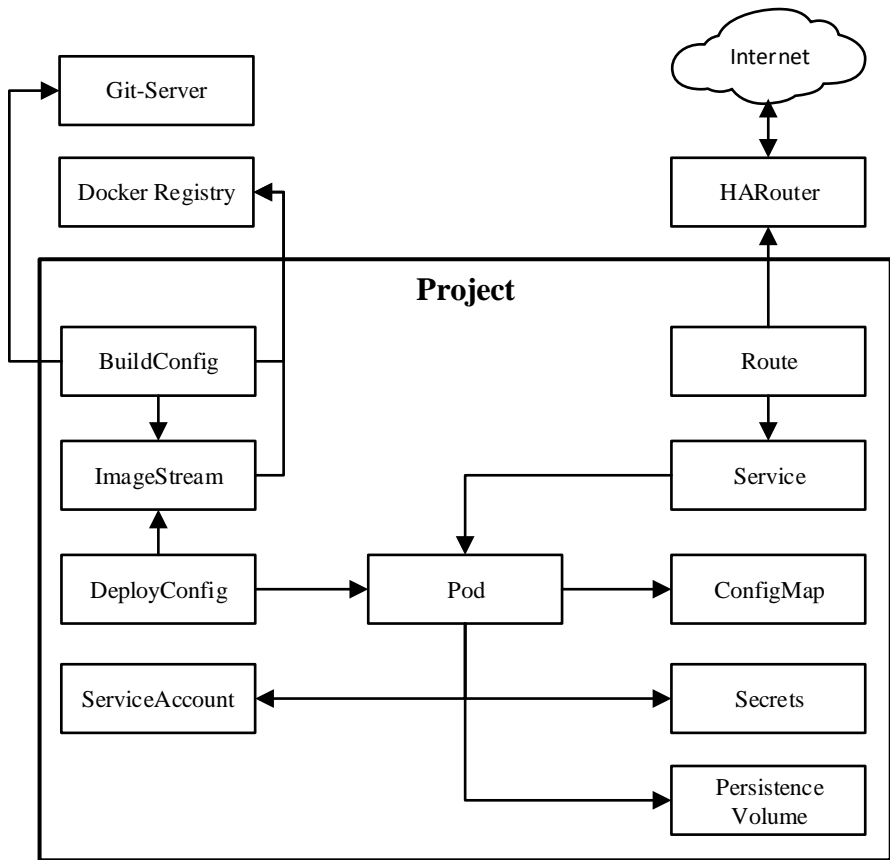 Internet
Git-Server
Docker Registry
HARouter
Project
BuildConfig
Route
ImageStream
Service
DeployConfig
Pod
ConfigMap
ServiceAccount
Secrets
Persistence
Volume